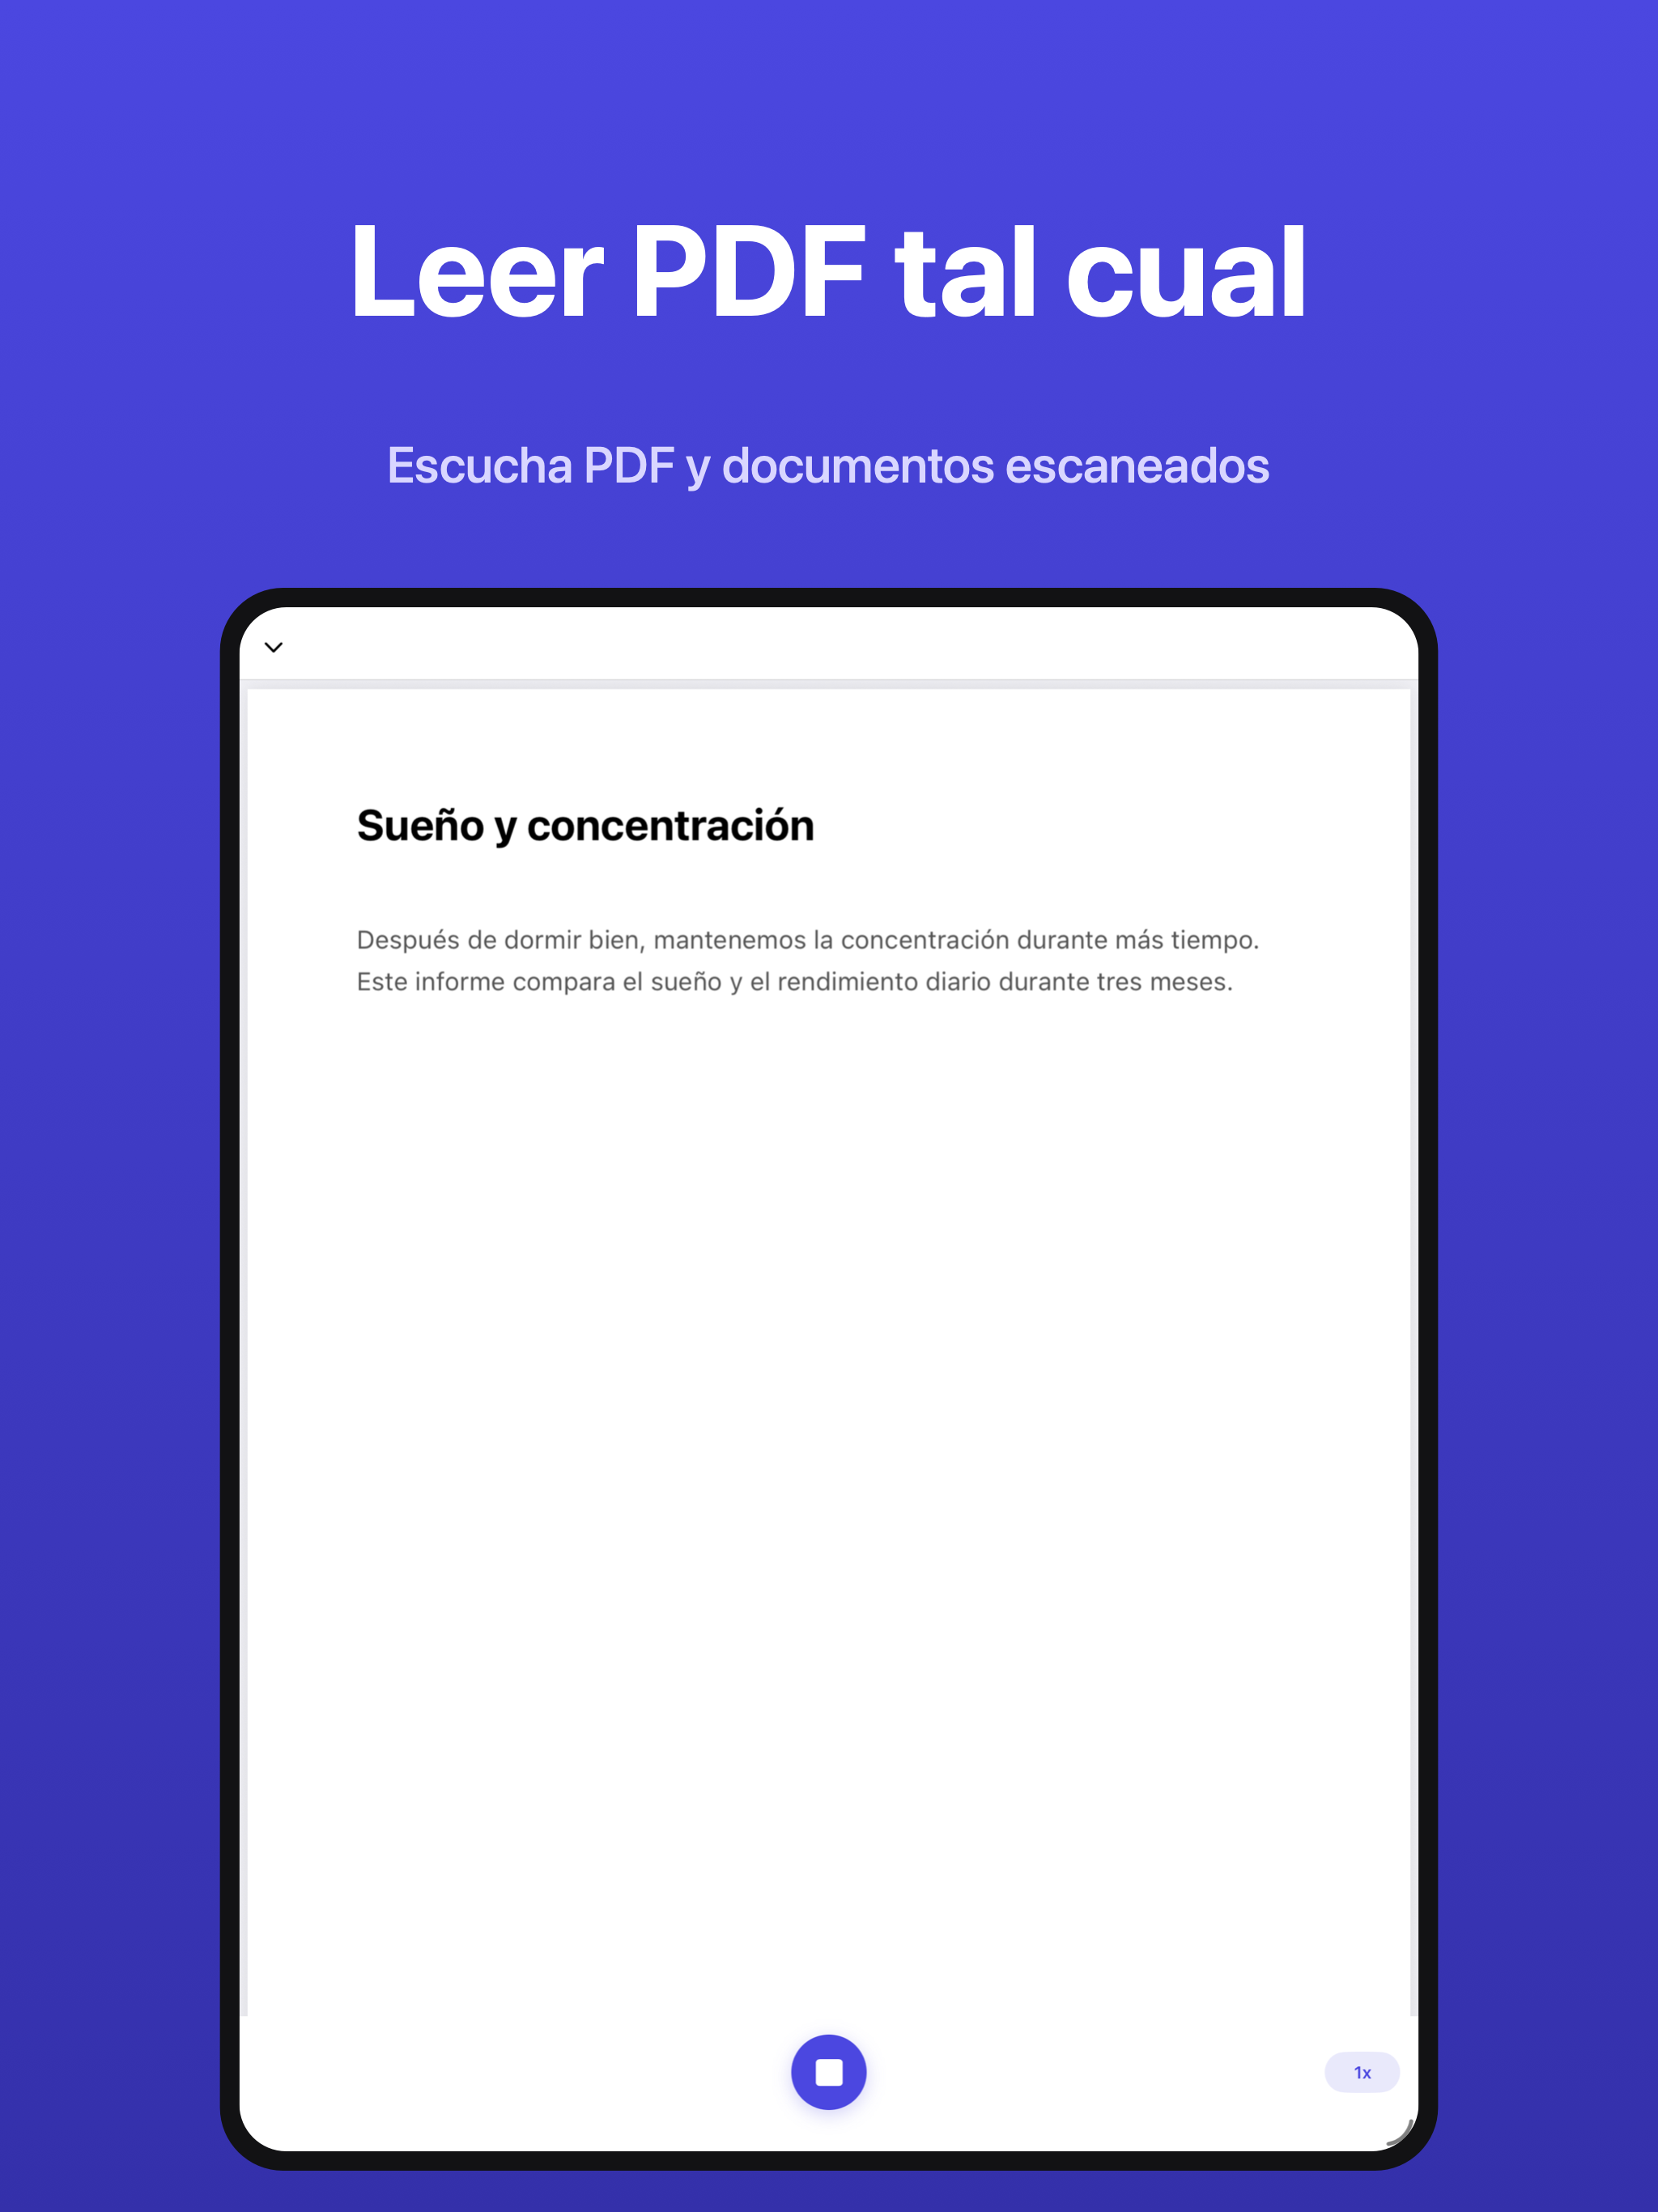 Leer PDF tal cual
Escucha PDF y documentos escaneados
Sueño y concentración
Después de dormir bien, mantenemos la concentración durante más tiempo.
Este informe compara el sueño y el rendimiento diario durante tres meses.
1x